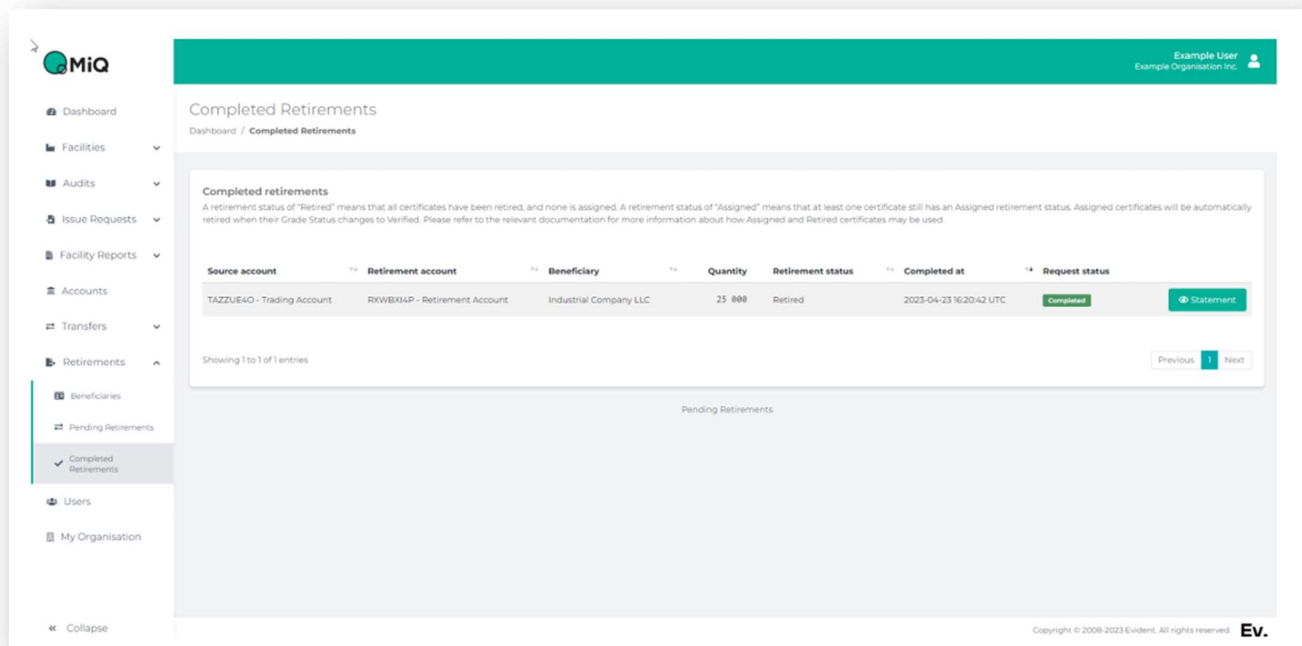 MiQ
Example User
Example Organisation Inc.
Dashboard
Facilities
Audits
Issue Requests
Facility Reports
Accounts
Transfers
Retirements
Beneficiaries
Pending Retirements
Completed
Retirements
Users
My Organisation
Collapse
Completed Retirements
Dashboard / Completed Retirements
Completed retirements
A retirement status of "Retired" means that all certificates have been retired, and none is assigned. A retirement status of "Assigned" means that at least one certificate still has an Assigned retirement status. Assigned certificates will be automatically
retired when their Grade Status changes to Verified. Please refer to the relevant documentation for more information about how Assigned and Retired certificates may be used.
Source account Retirement account Beneficiary Quantity Retirement status Completed at Request status
TAZZUE4O - Trading Account RXWBXI4P - Retirement Account Industrial Company LLC 25 000 Retired 2023-04-23 16:20:42 UTC Completed Statement
Showing 1 to 1 of 1 entries
Previous 1 Next
Pending Retirements
Copyright © 2008-2023 Evident. All rights reserved. Ev.